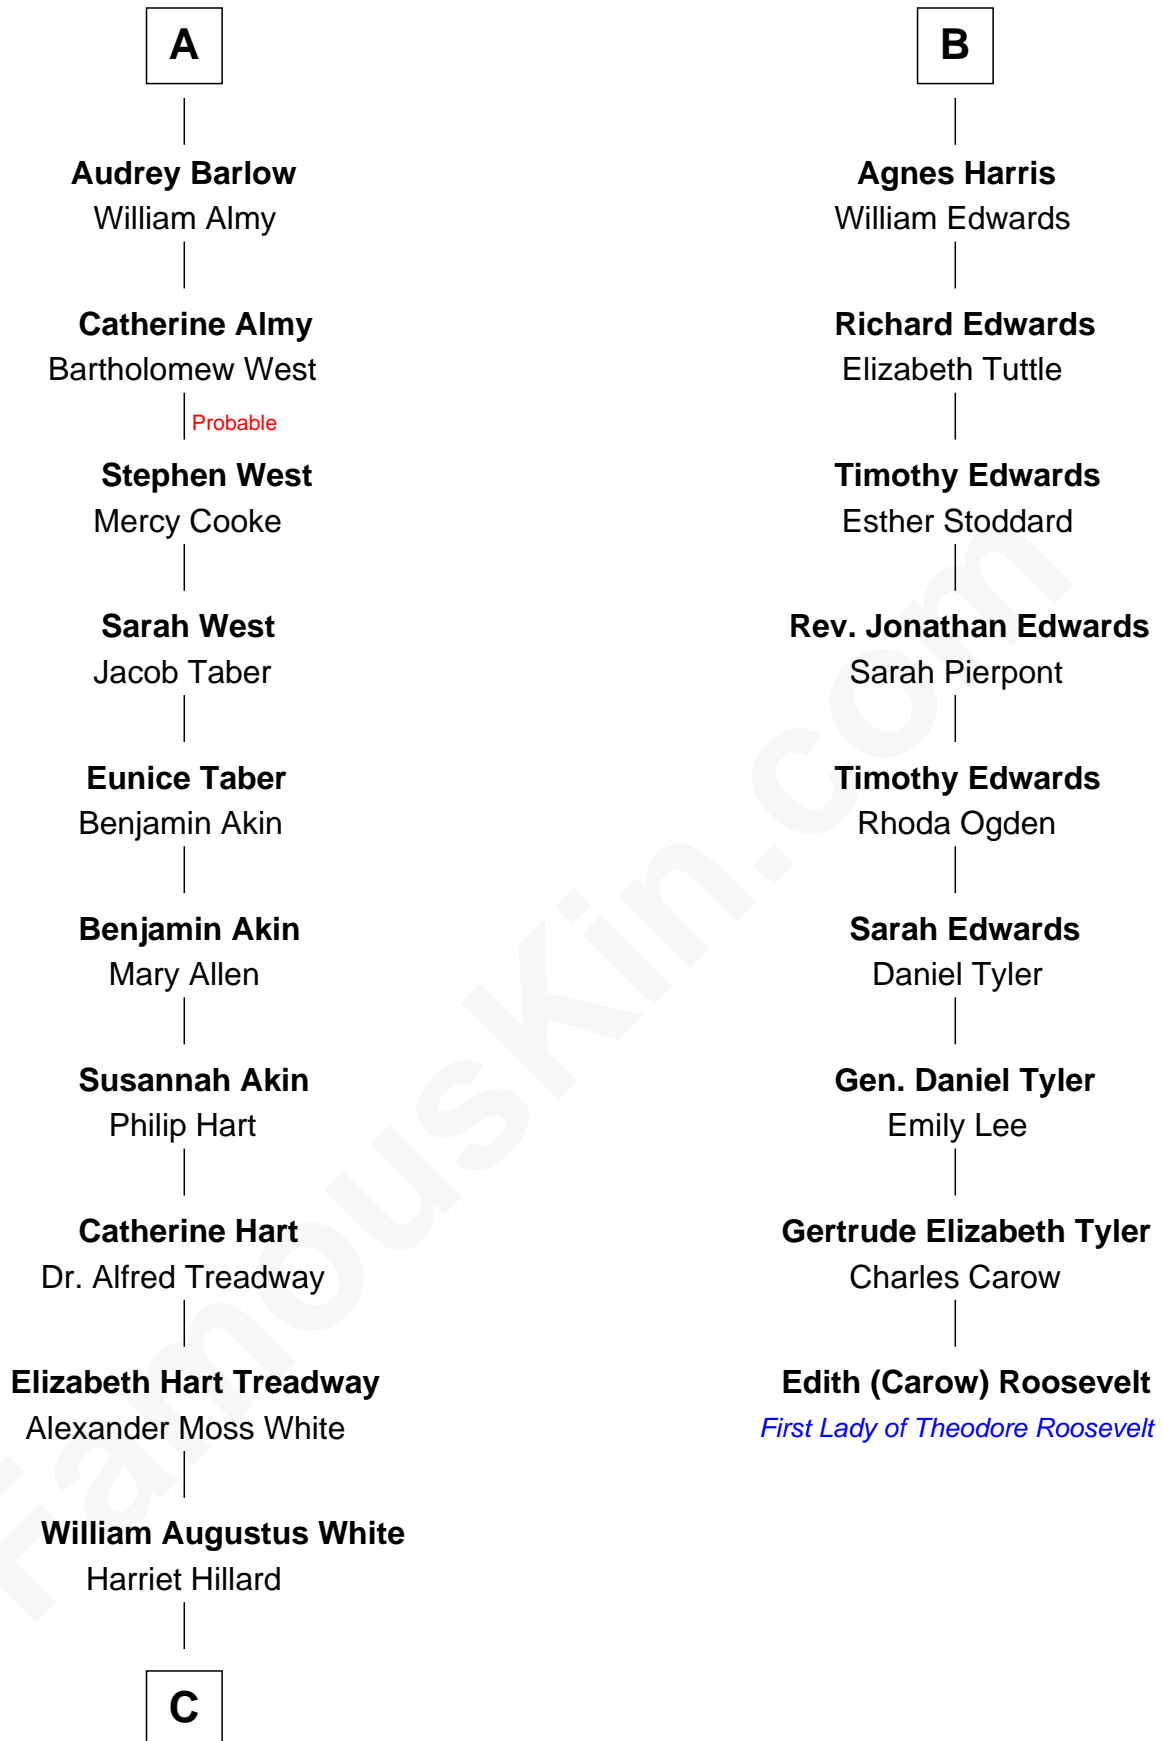 A
Audrey Barlow
William Almy
Catherine Almy
Bartholomew West
Probable
Stephen West
Mercy Cooke
Sarah West
Jacob Taber
Eunice Taber
Benjamin Akin
Benjamin Akin
Mary Allen
Susannah Akin
Philip Hart
Catherine Hart
Dr. Alfred Treadway
Elizabeth Hart Treadway
Alexander Moss White
William Augustus White
Harriet Hillard
C
B
Agnes Harris
William Edwards
Richard Edwards
Elizabeth Tuttle
Timothy Edwards
Esther Stoddard
Rev. Jonathan Edwards
Sarah Pierpont
Timothy Edwards
Rhoda Ogden
Sarah Edwards
Daniel Tyler
Gen. Daniel Tyler
Emily Lee
Gertrude Elizabeth Tyler
Charles Carow
Edith (Carow) Roosevelt
First Lady of Theodore Roosevelt
FamousKin.com